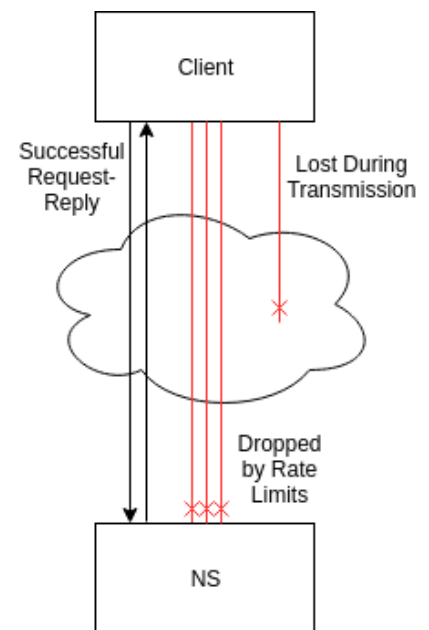 Client
Successful
Request-
Reply
Lost During
Transmission
Dropped
by Rate
Limits
NS